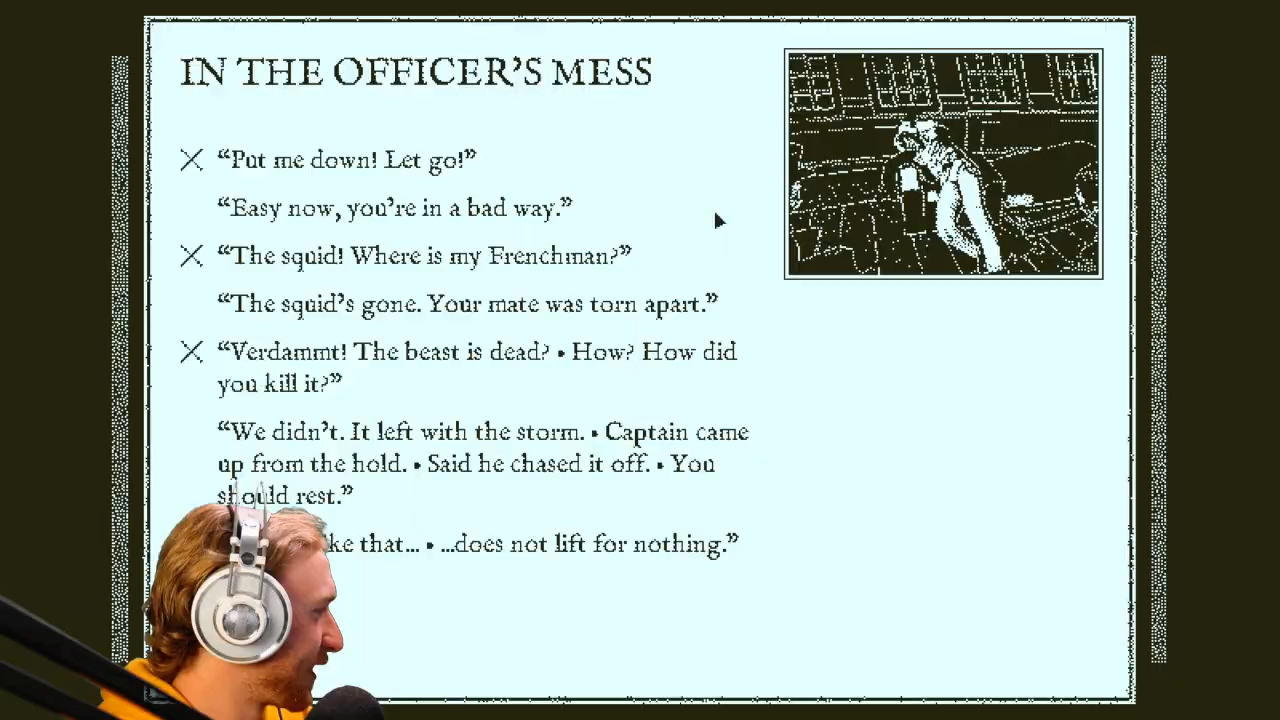 IN THE OFFICER'S MESS
"Put me down! Let go!"
"Easy now, you're in a bad way."
"The squid! Where is my Frenchman?"
"The squid's gone. Your mate was torn apart."
"Verdammt! The beast is dead? • How? How did
you kill it?"
"We didn't. It left with the storm. • Captain came
up from the hold. • Said he chased it off. • You
should rest."
that... • ...does not lift for nothing."